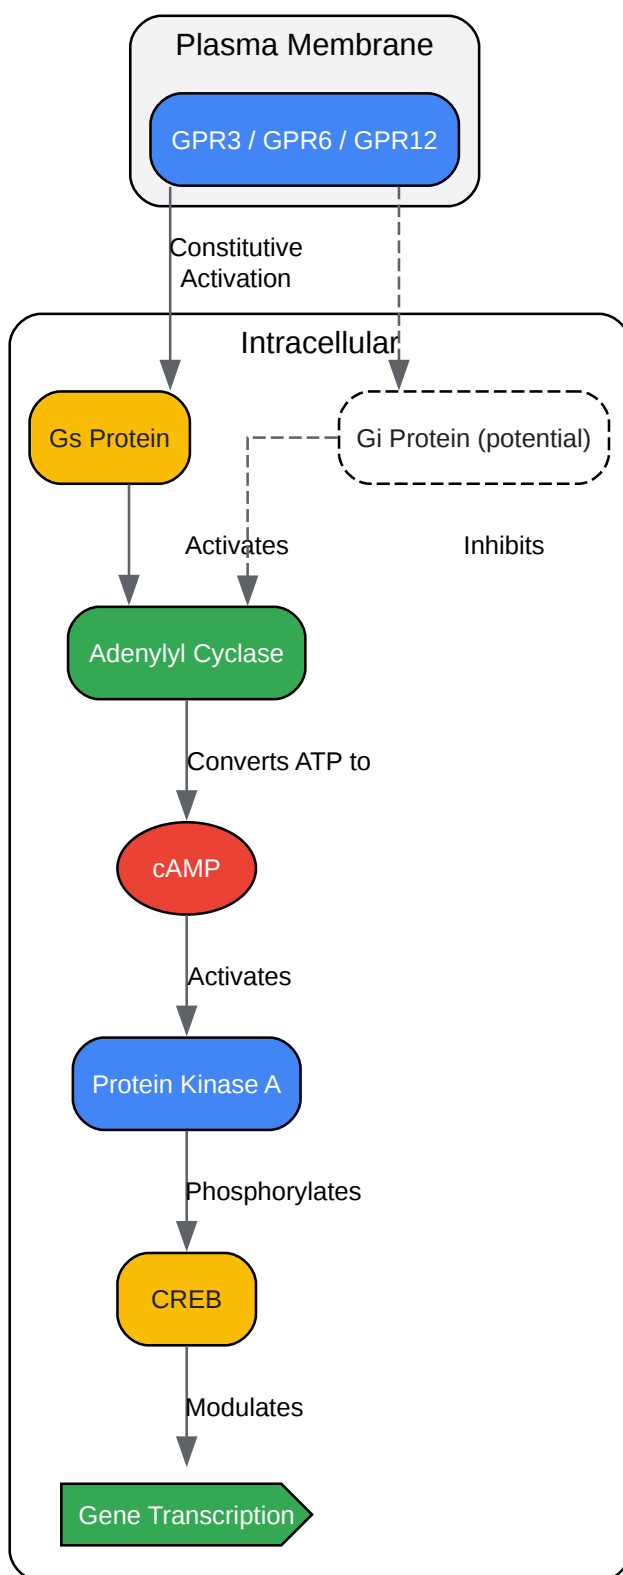 Plasma Membrane
GPR3 / GPR6 / GPR12
Constitutive
Activation
Intracellular
Gs Protein
Gi Protein (potential)
Activates
Inhibits
Adenylyl Cyclase
Converts ATP to
cAMP
Activates
Protein Kinase A
Phosphorylates
CREB
Modulates
Gene Transcription